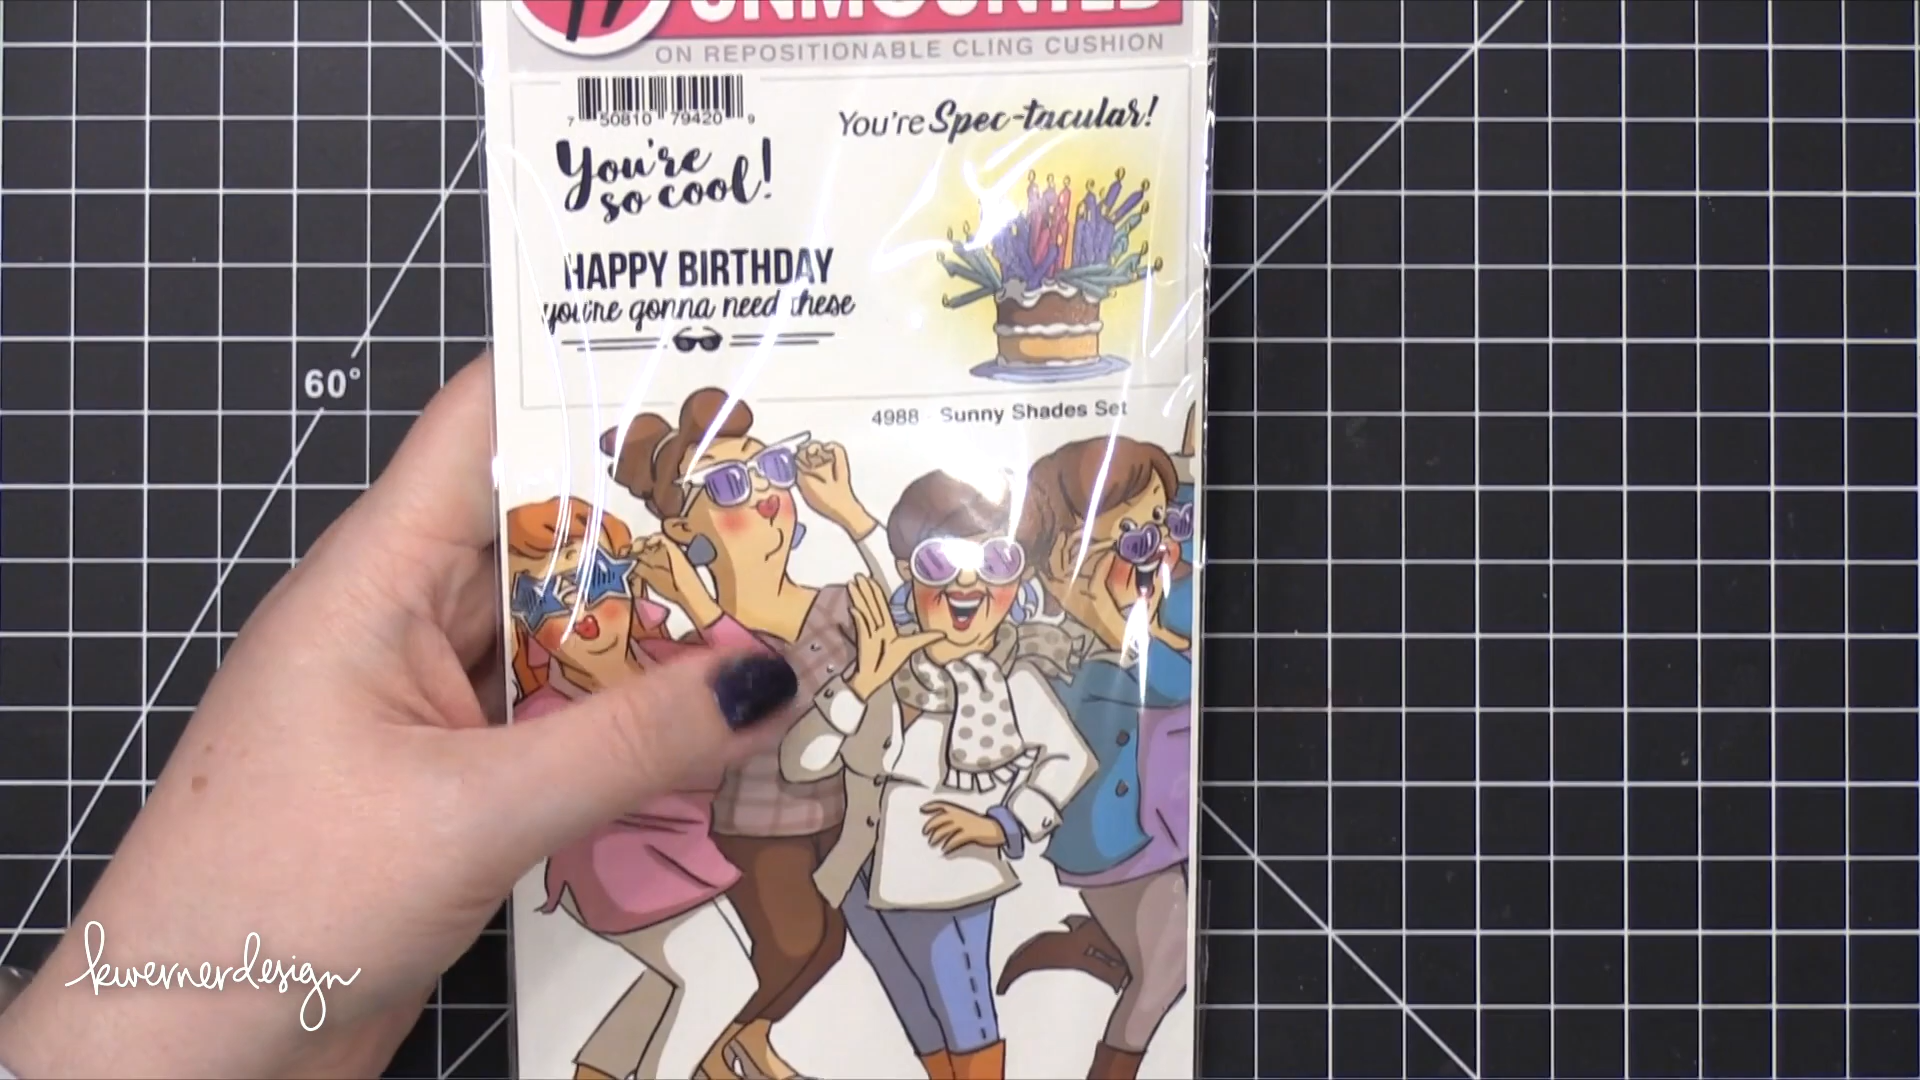 UNMOUNTED
ON REPOSITIONABLE CLING CUSHION
7 50810 79420 9
You're Spec-tacular!
You're
so cool!
HAPPY BIRTHDAY
you're gonna need these
4988 - Sunny Shades Set
60°
kwernerdesign